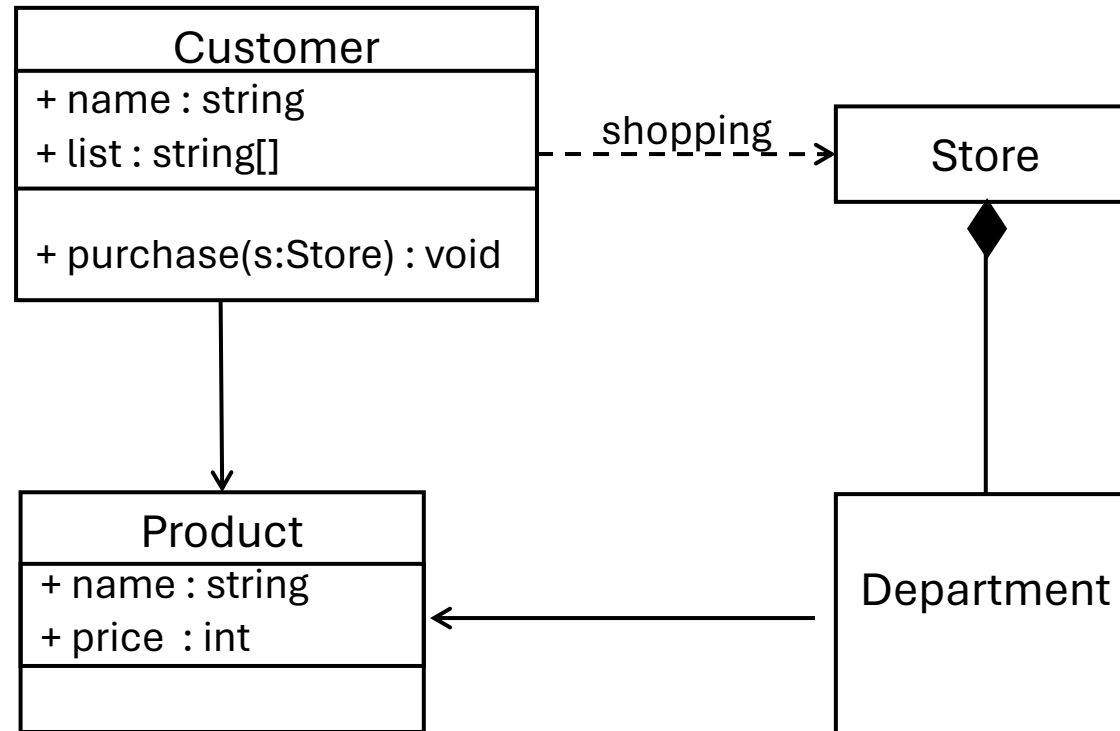 Customer
+ name : string
+ list : string[]
+ purchase(s:Store) : void
shopping
Store
Product
+ name : string
+ price  : int
Department